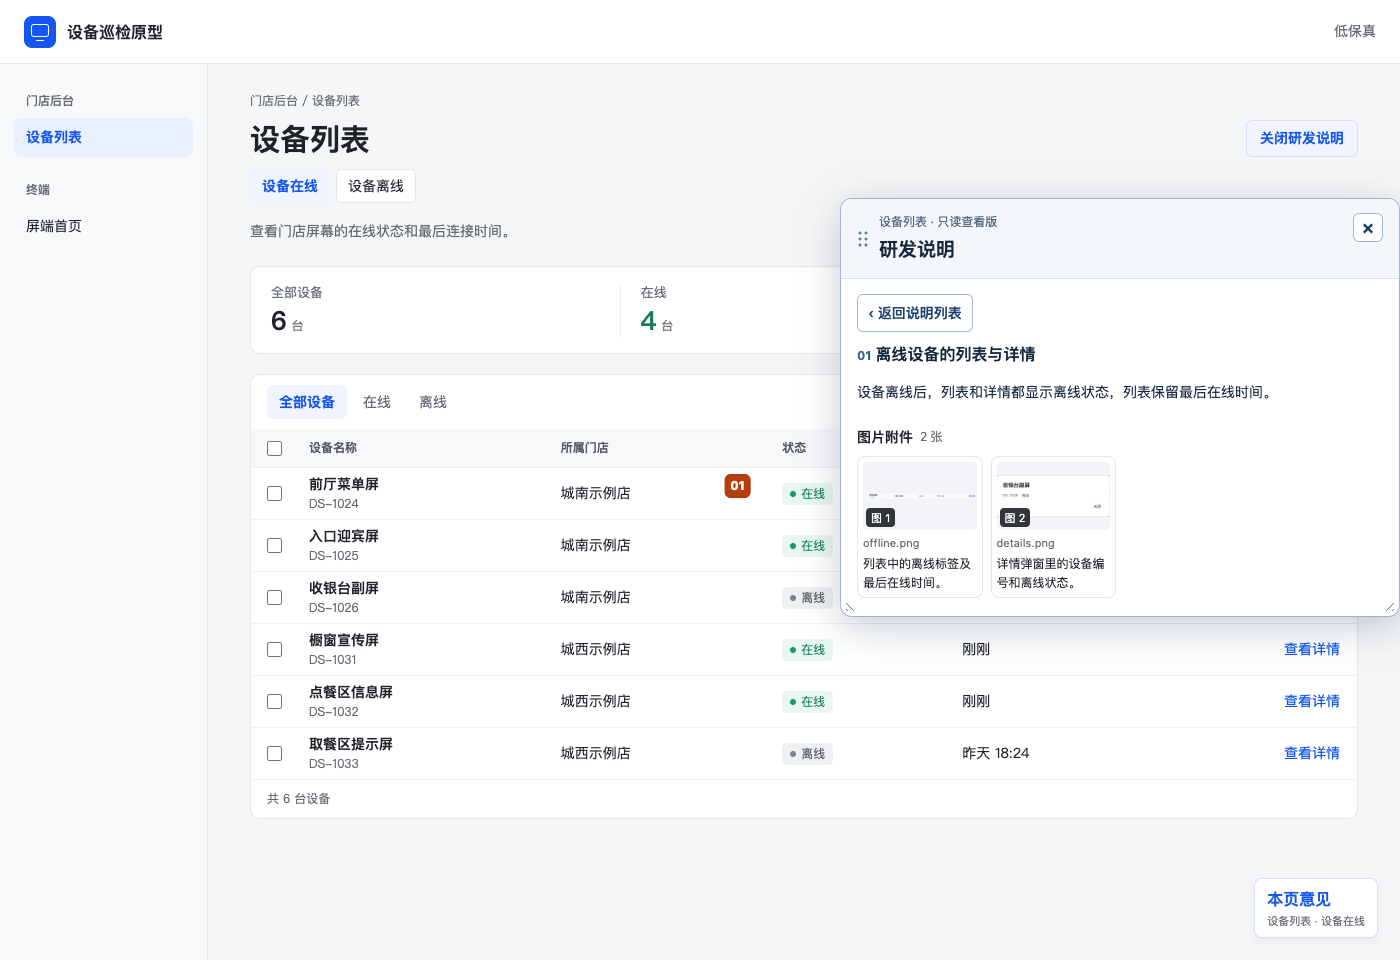 设备巡检原型
低保真
门店后台
设备列表
终端
屏端首页
门店后台 / 设备列表
设备列表
关闭研发说明
设备在线
设备离线
查看门店屏幕的在线状态和最后连接时间。
全部设备
6 台
在线
4 台
全部设备
在线
离线
设备名称
所属门店
状态
前厅菜单屏
DS-1024
城南示例店
01
在线
入口迎宾屏
DS-1025
城南示例店
在线
收银台副屏
DS-1026
城南示例店
离线
橱窗宣传屏
DS-1031
城西示例店
在线
刚刚
查看详情
点餐区信息屏
DS-1032
城西示例店
在线
刚刚
查看详情
取餐区提示屏
DS-1033
城西示例店
离线
昨天 18:24
查看详情
共 6 台设备
设备列表 · 只读查看版
研发说明
‹ 返回说明列表
01 离线设备的列表与详情
设备离线后，列表和详情都显示离线状态，列表保留最后在线时间。
图片附件 2 张
图 1
offline.png
列表中的离线标签及
最后在线时间。
收银台副屏
图 2
details.png
详情弹窗里的设备编
号和离线状态。
本页意见
设备列表 · 设备在线